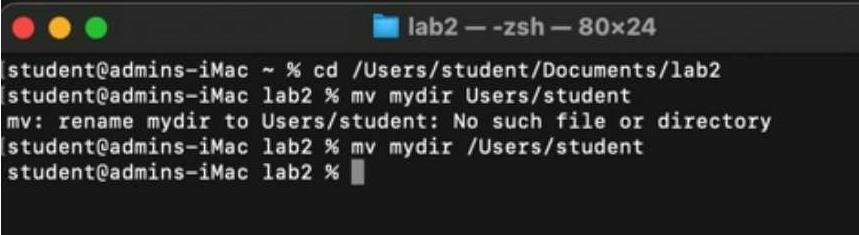 lab2 — -zsh — 80×24
[student@admins-iMac ~ % cd /Users/student/Documents/lab2
[student@admins-iMac lab2 % mv mydir Users/student
mv: rename mydir to Users/student: No such file or directory
[student@admins-iMac lab2 % mv mydir /Users/student
student@admins-iMac lab2 %